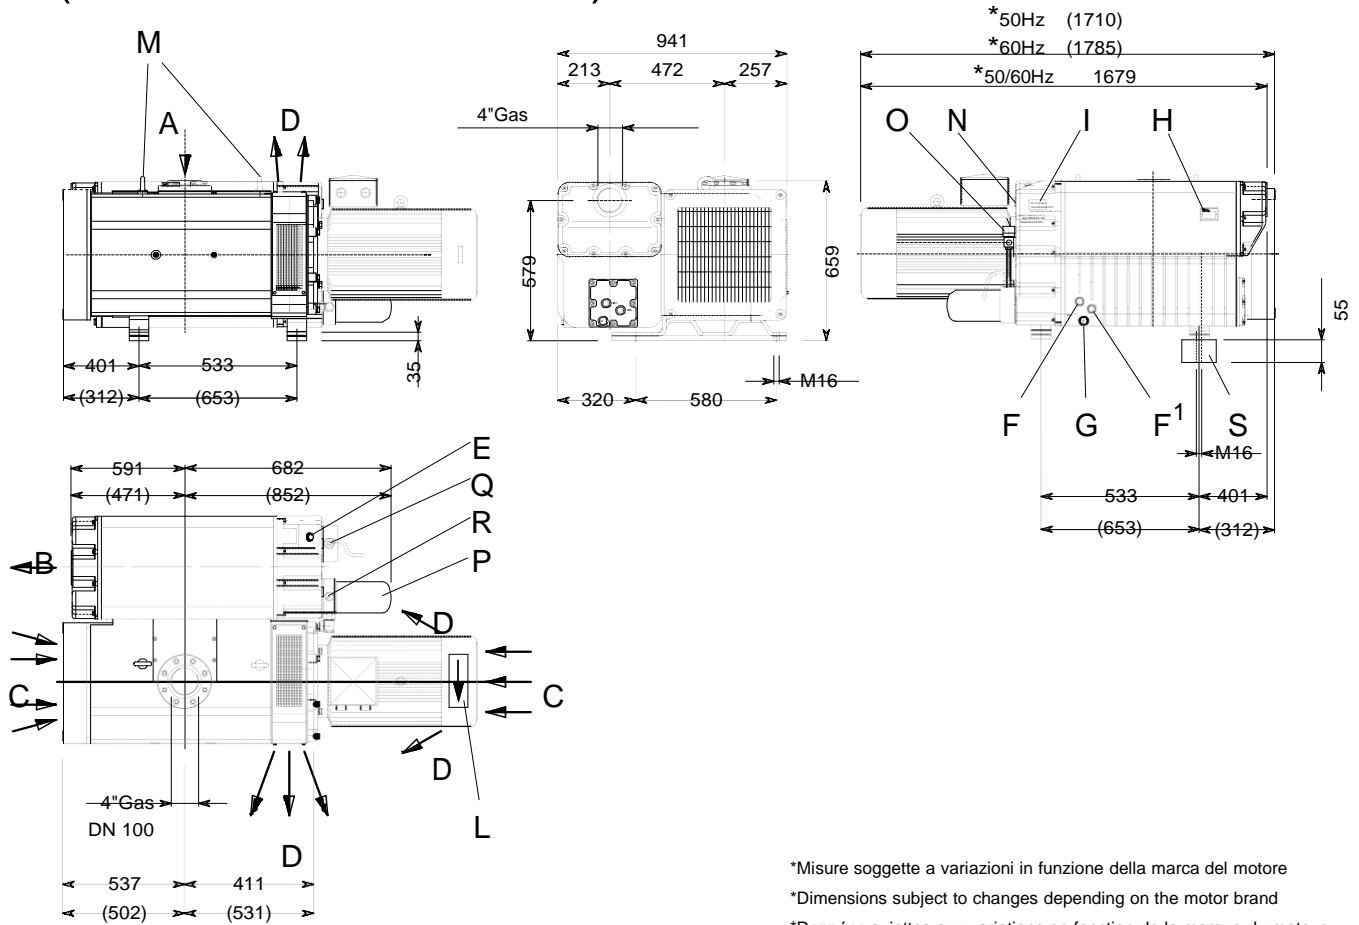 *50Hz (1710)
*60Hz (1785)
*50/60Hz 1679
M
A
D
941
213 472 257
4"Gas
O N I H
579
659
55
35
401 533
(312) (653)
M16
320 580
F G F1 S
M16
533 401
(653) (312)
591 682
(471) (852)
E
Q
R
P
B
D
C
C
D
4"Gas
DN 100
L
D
537 411
(502) (531)
*Misure soggette a variazioni in funzione della marca del motore
*Dimensions subject to changes depending on the motor brand